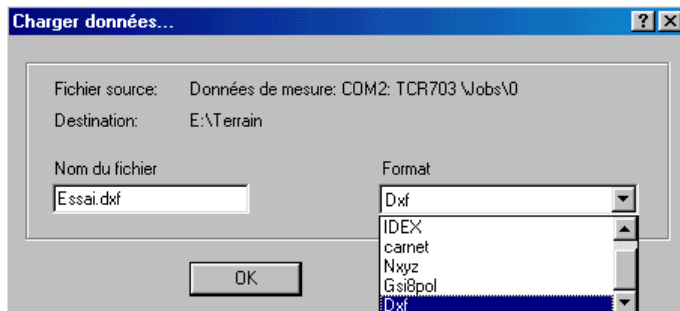 Charger données...
Fichier source: Données de mesure: COM2: TCR703 \Jobs\0
Destination: E:\Terrain
Nom du fichier Format
Essai.dxf Dxf
IDEX
carnet
Nxyz
Gsi8pol
OK Dxf